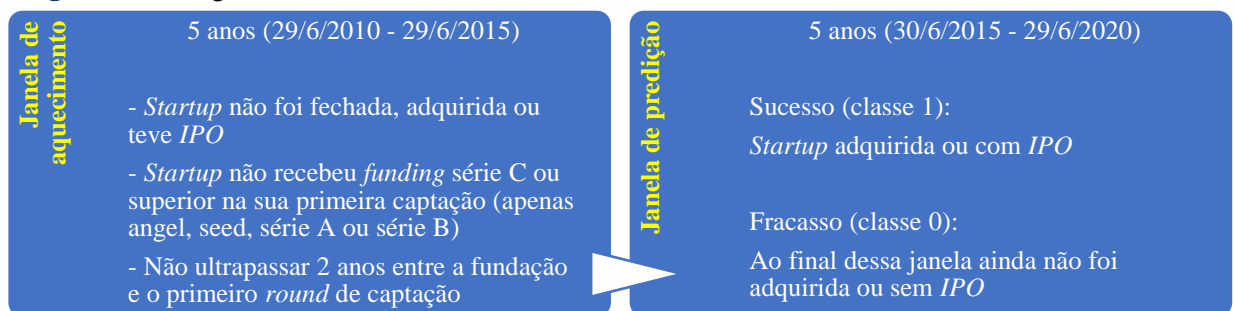 Janela de
aquecimento
5 anos (29/6/2010 - 29/6/2015)
- Startup não foi fechada, adquirida ou
teve IPO
- Startup não recebeu funding série C ou
superior na sua primeira captação (apenas
angel, seed, série A ou série B)
- Não ultrapassar 2 anos entre a fundação
e o primeiro round de captação
Janela de predição
5 anos (30/6/2015 - 29/6/2020)
Sucesso (classe 1):
Startup adquirida ou com IPO
Fracasso (classe 0):
Ao final dessa janela ainda não foi
adquirida ou sem IPO